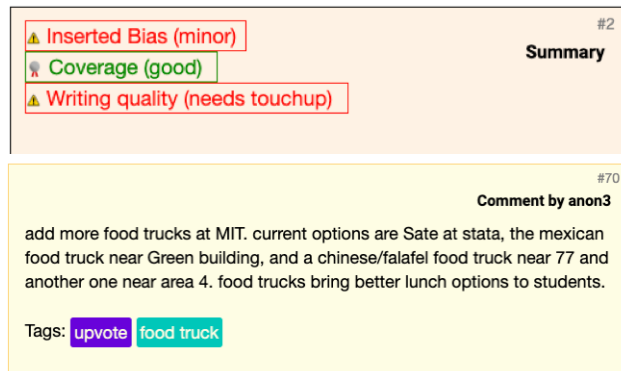 #2
Inserted Bias (minor)
Summary
Coverage (good)
Writing quality (needs touchup)
#70
Comment by anon3
add more food trucks at MIT. current options are Sate at stata, the mexican
food truck near Green building, and a chinese/falafel food truck near 77 and
another one near area 4. food trucks bring better lunch options to students.
Tags: upvote food truck